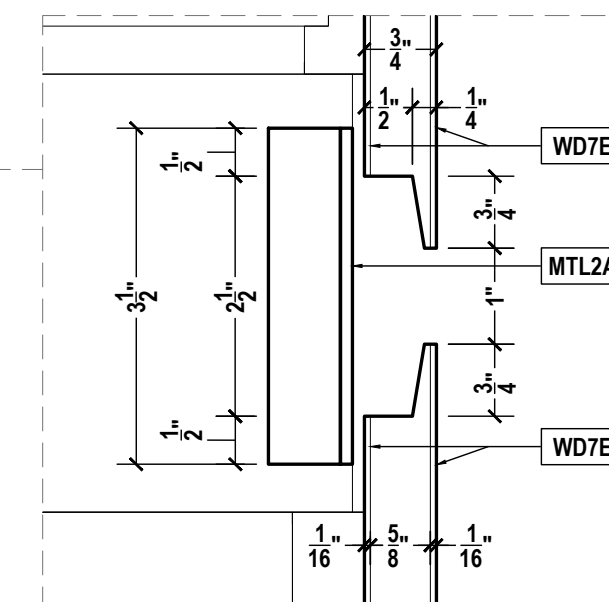 3/4"
1/2" 1/4"
WD7E
1/2"
3/4"
3 1/2"
2 1/2"
MTL2A
1"
3/4"
1/2"
WD7E
1/16" 5/8" 1/16"